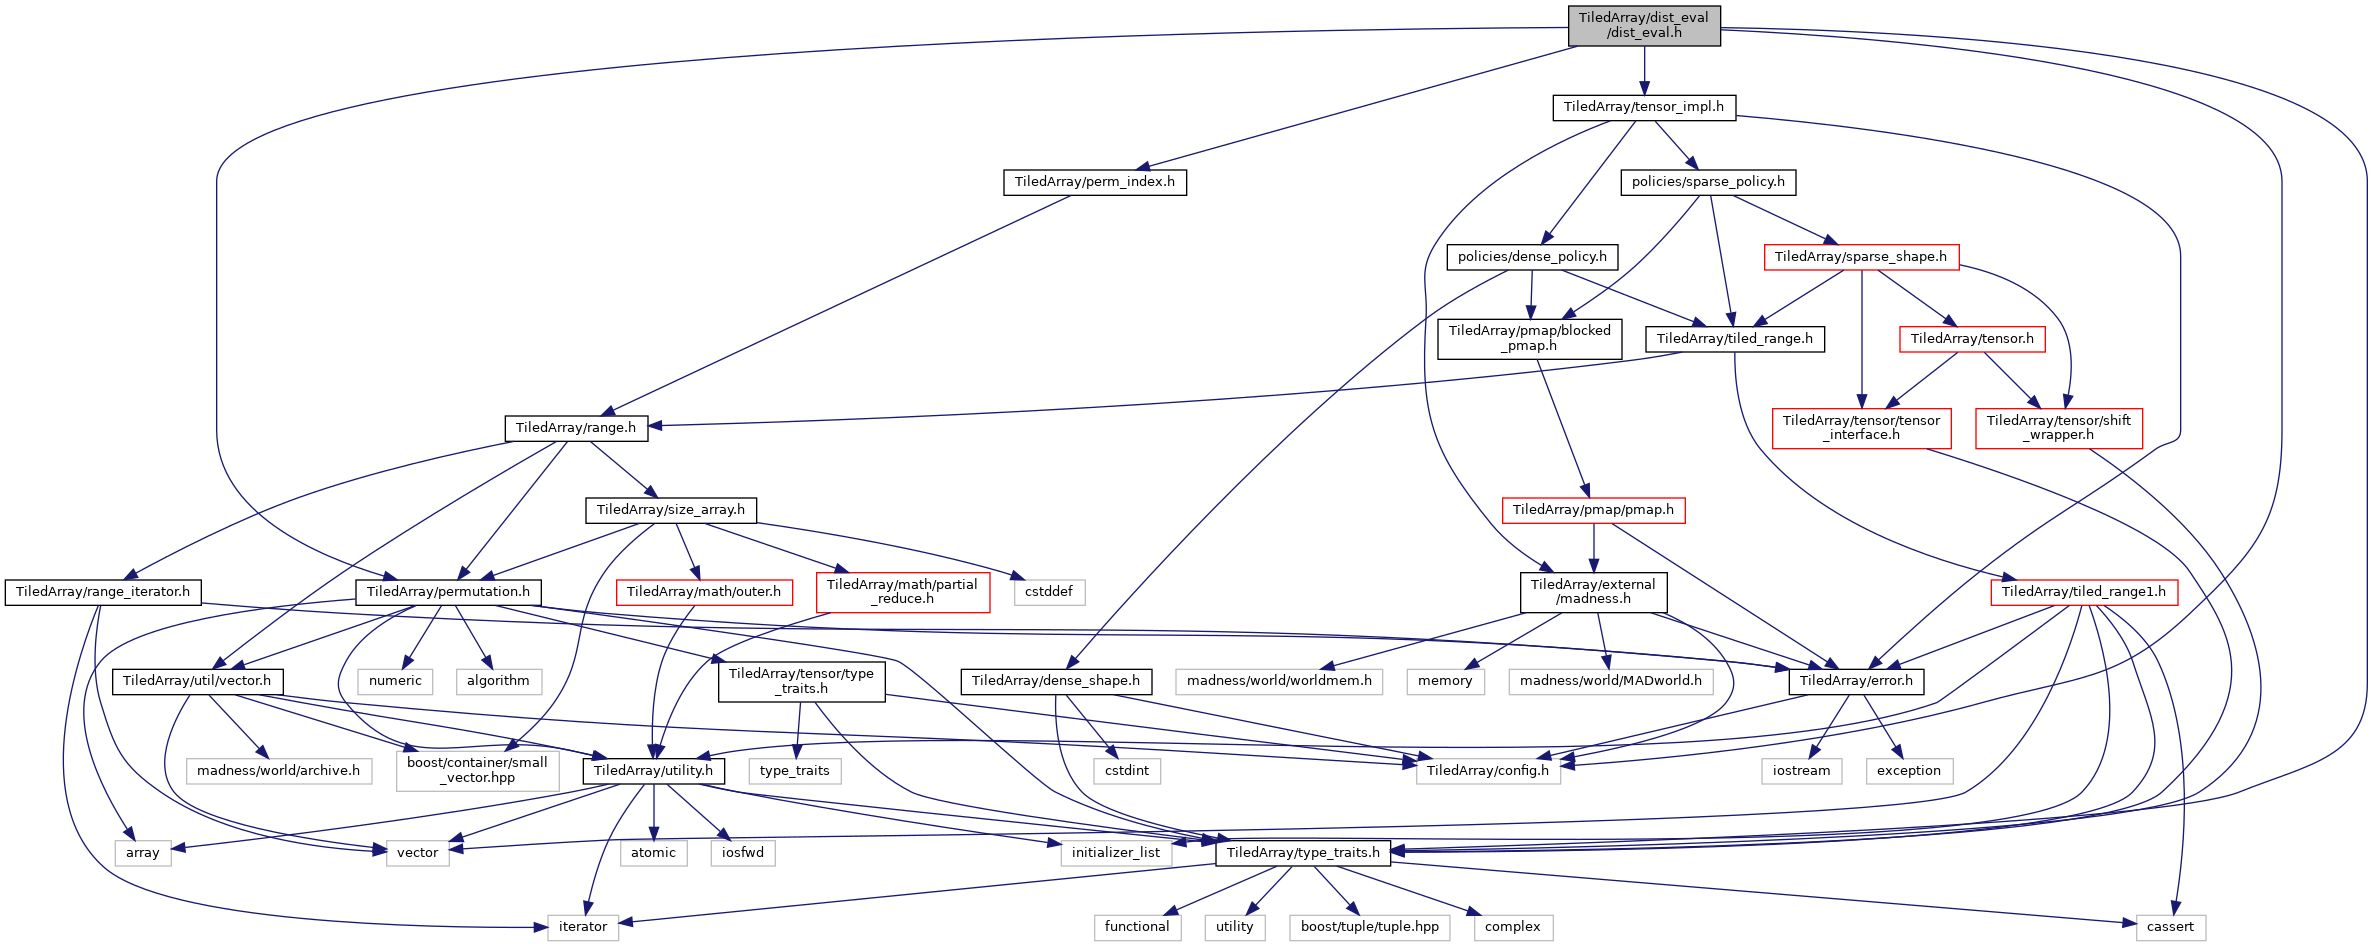 TiledArray/dist_eval
/dist_eval.h
TiledArray/tensor_impl.h
TiledArray/perm_index.h
policies/sparse_policy.h
policies/dense_policy.h
TiledArray/sparse_shape.h
TiledArray/pmap/blocked
_pmap.h
TiledArray/tiled_range.h
TiledArray/tensor.h
TiledArray/range.h
TiledArray/tensor/tensor
_interface.h
TiledArray/tensor/shift
_wrapper.h
TiledArray/size_array.h
TiledArray/pmap/pmap.h
TiledArray/range_iterator.h
TiledArray/permutation.h
TiledArray/math/outer.h
TiledArray/math/partial
_reduce.h
cstddef
TiledArray/external
/madness.h
TiledArray/tiled_range1.h
TiledArray/util/vector.h
numeric
algorithm
TiledArray/tensor/type
_traits.h
TiledArray/dense_shape.h
madness/world/worldmem.h
memory
madness/world/MADworld.h
TiledArray/error.h
madness/world/archive.h
boost/container/small
_vector.hpp
TiledArray/utility.h
type_traits
cstdint
TiledArray/config.h
iostream
exception
array
vector
atomic
iosfwd
initializer_list
TiledArray/type_traits.h
iterator
functional
utility
boost/tuple/tuple.hpp
complex
cassert